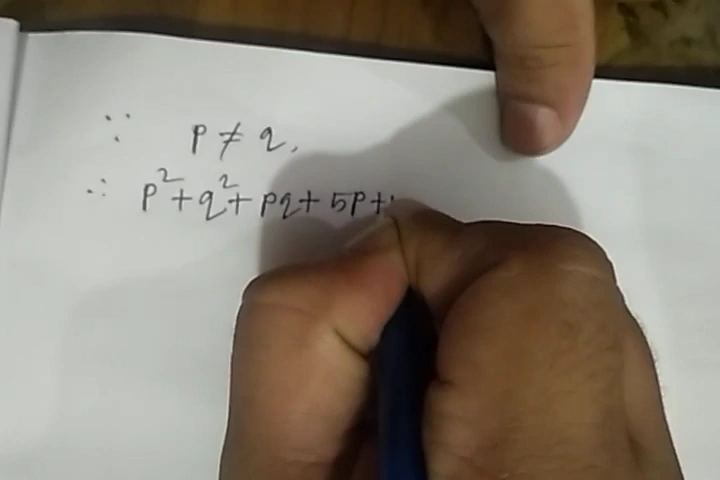 ∵ p ≠ q,
∴ p² + q² + pq + 5p +